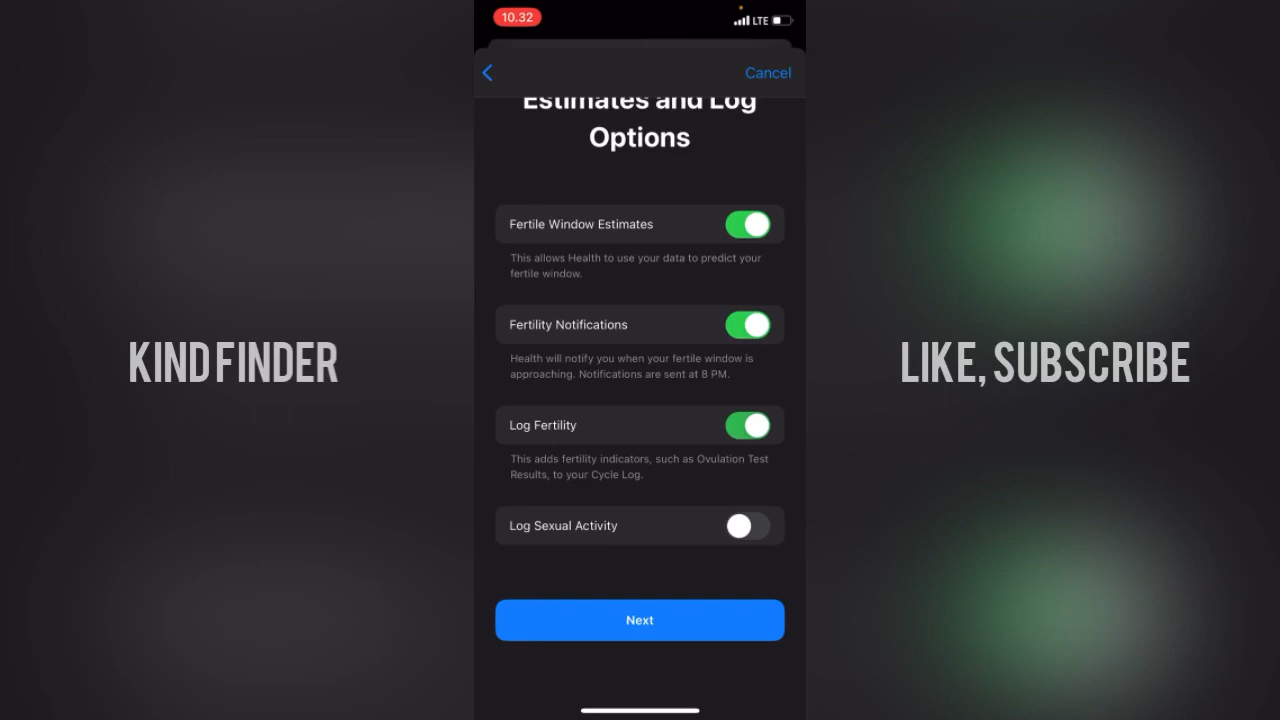 10.32
LTE
Cancel
Estimates and Log
Options
Fertile Window Estimates
This allows Health to use your data to predict your
fertile window.
Fertility Notifications
Health will notify you when your fertile window is
approaching. Notifications are sent at 8 PM.
KIND FINDER
LIKE, SUBSCRIBE
Log Fertility
This adds fertility indicators, such as Ovulation Test
Results, to your Cycle Log.
Log Sexual Activity
Next